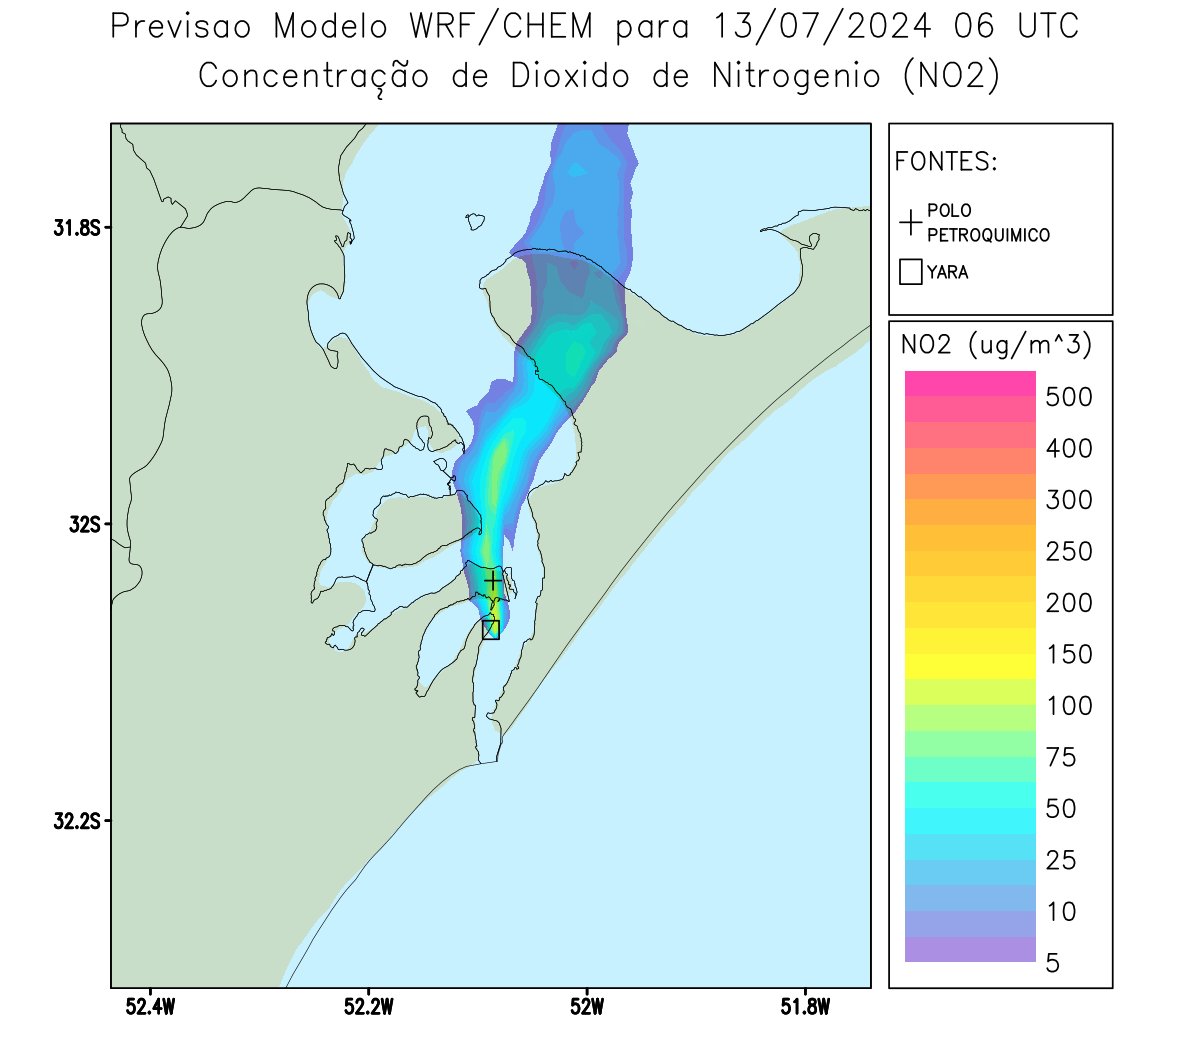 Previsao Modelo WRF/CHEM para 13/07/2024 06 UTC
Concentração de Dioxido de Nitrogenio (NO2)
FONTES:
POLO
PETROQUIMICO
YARA
NO2 (ug/m^3)
500
400
300
250
200
150
100
75
50
25
10
5
31.8S
32S
32.2S
52.4W
52.2W
52W
51.8W